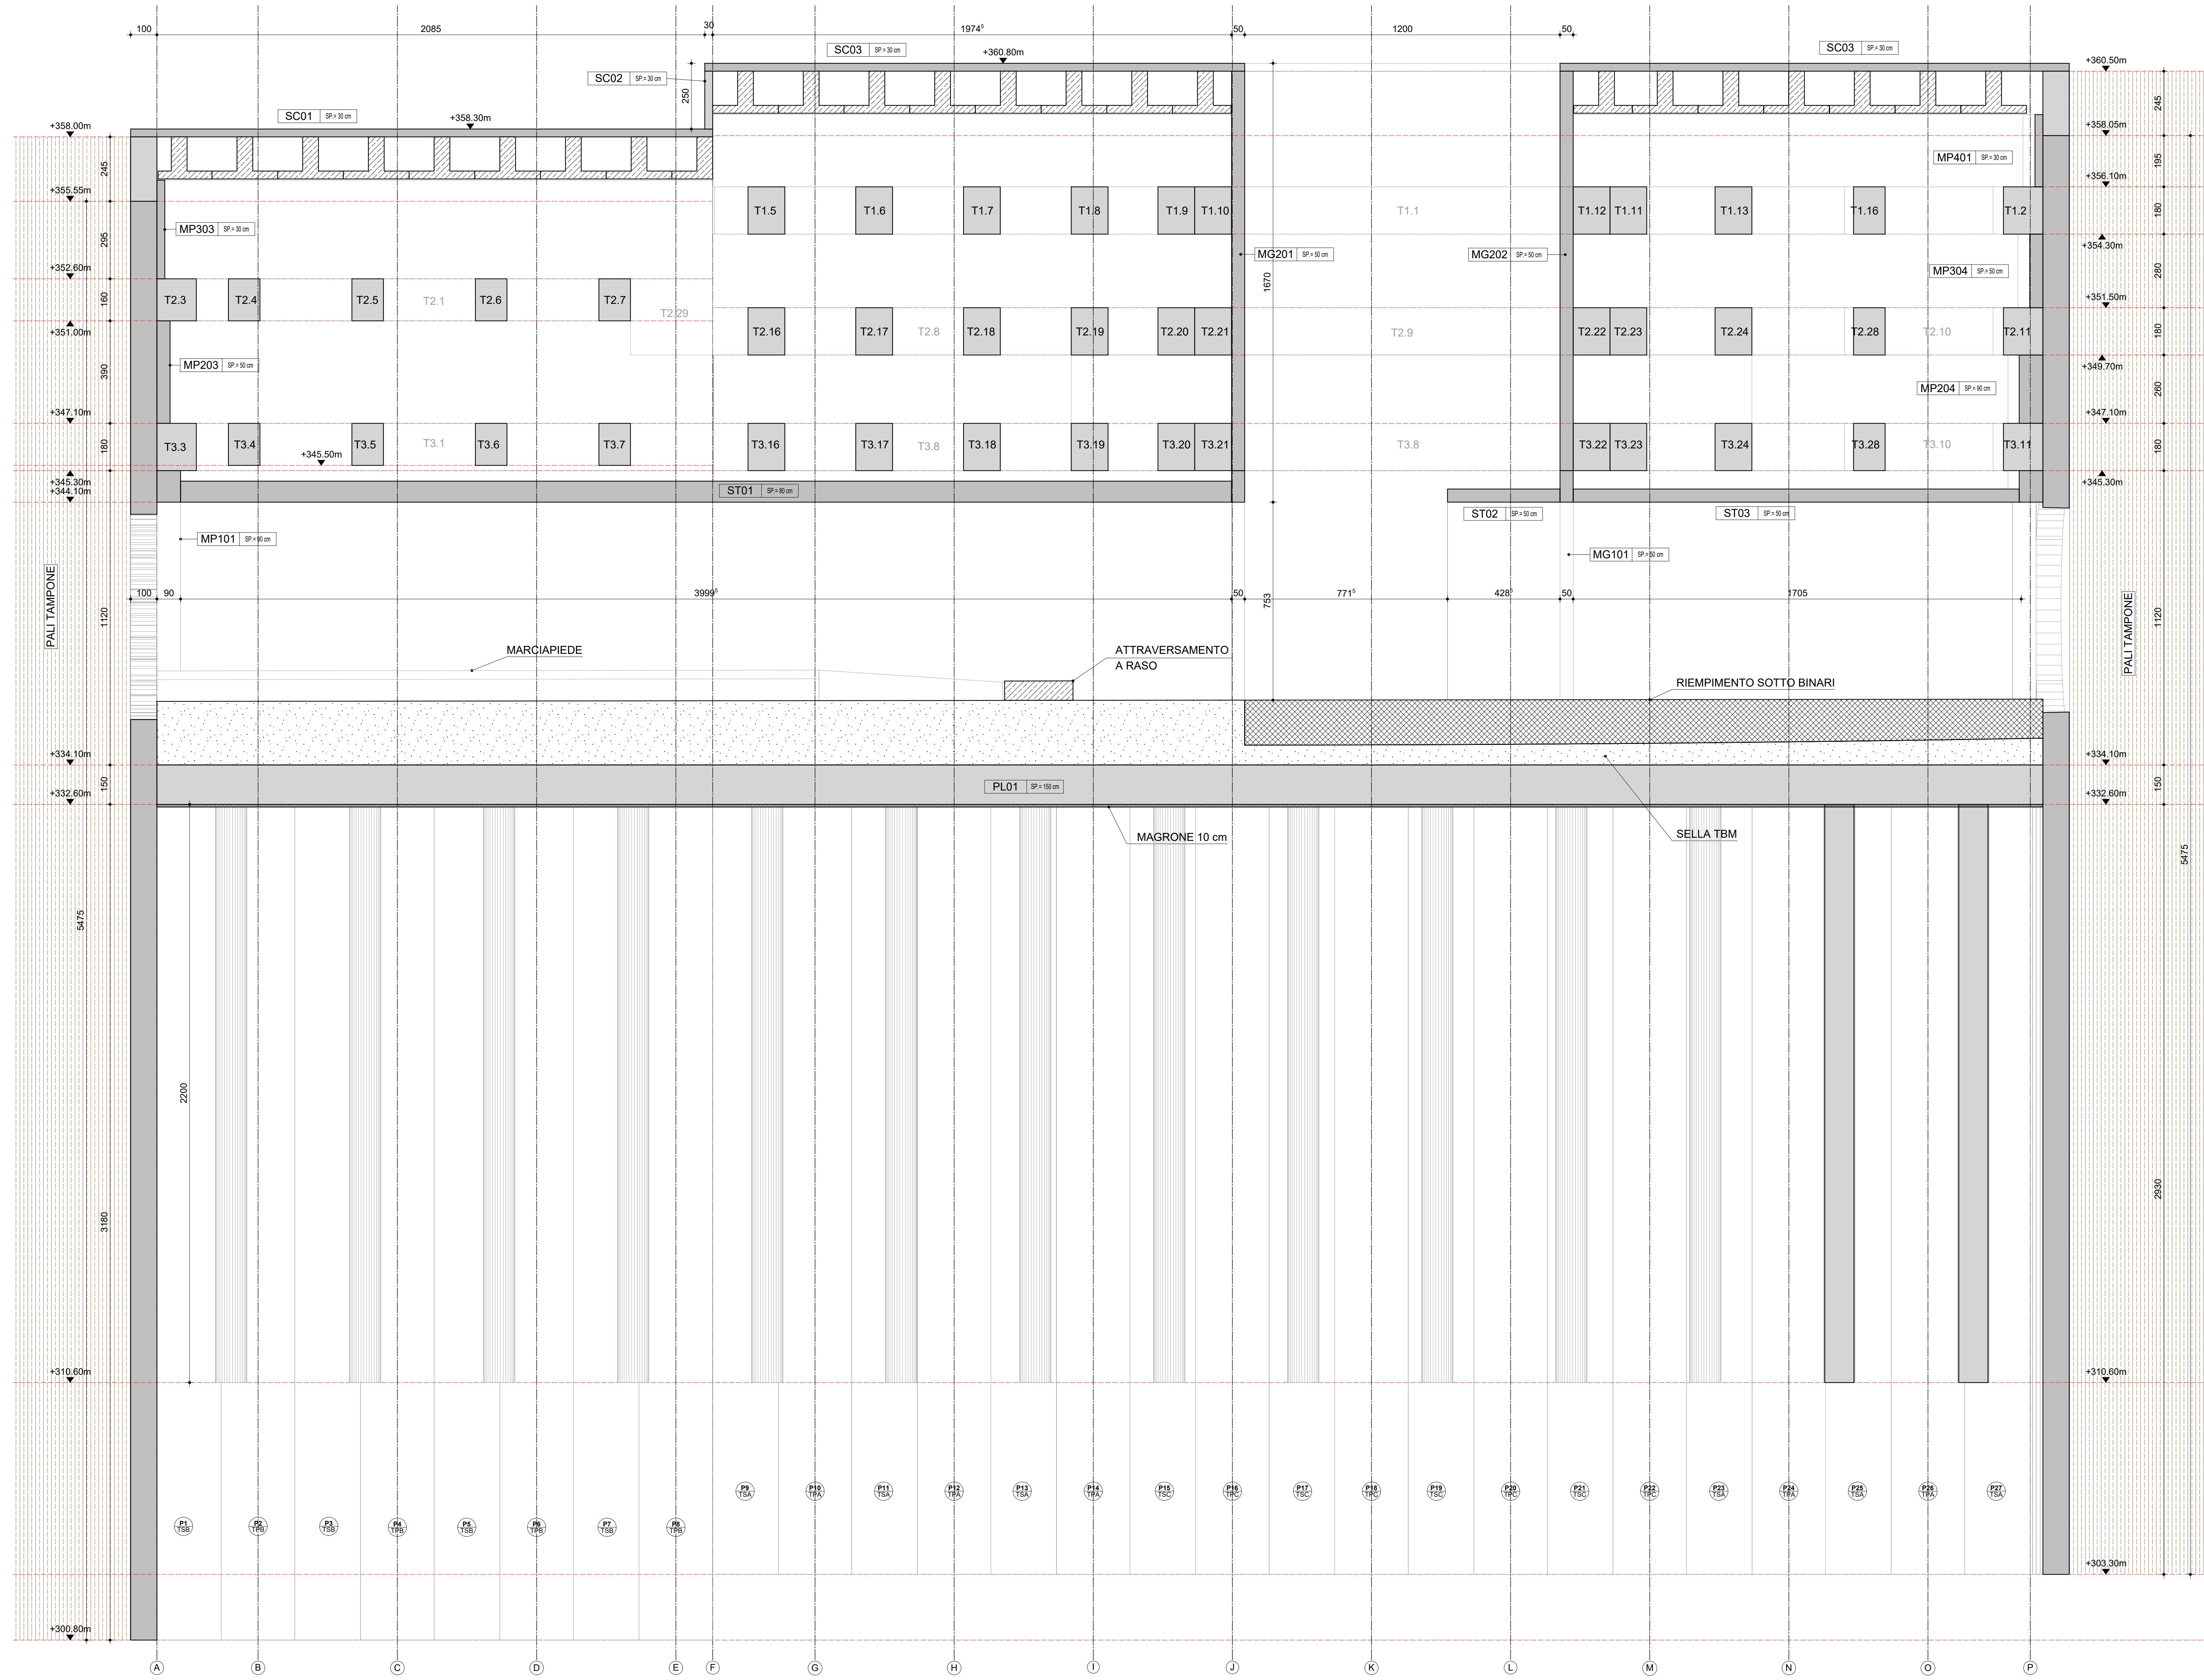 100
2085
30
1974⁵
50
1200
50
SC03 SP.= 30 cm
+360.80m
SC03 SP.= 30 cm
SC02 SP.= 30 cm
250
+360.50m
245
SC01 SP.= 30 cm
+358.30m
+358.00m
+358.05m
245
195
MP401 SP.= 30 cm
+355.55m
+356.10m
T1.5
T1.6
T1.7
T1.8
T1.9
T1.10
T1.1
T1.12
T1.11
T1.13
T1.16
T1.2
180
MP303 SP.= 30 cm
295
+354.30m
MG201 SP.= 50 cm
MG202 SP.= 50 cm
1670
MP304 SP.= 50 cm
280
+352.60m
T2.3
T2.4
T2.5
T2.1
T2.6
T2.7
T2.29
160
+351.50m
+351.00m
T2.16
T2.17
T2.8
T2.18
T2.19
T2.20
T2.21
T2.9
T2.22
T2.23
T2.24
T2.28
T2.10
T2.11
180
MP203 SP.= 50 cm
390
+349.70m
MP204 SP.= 90 cm
260
+347.10m
+347.10m
T3.3
T3.4
T3.5
T3.1
T3.6
T3.7
T3.16
T3.17
T3.8
T3.18
T3.19
T3.20
T3.21
T3.8
T3.22
T3.23
T3.24
T3.28
T3.10
T3.11
180
180
+345.50m
+345.30m
+344.10m
+345.30m
ST01 SP.= 80 cm
ST02 SP.= 50 cm
ST03 SP.= 50 cm
MP101 SP.= 90 cm
MG101 SP.= 50 cm
100
90
3999⁵
50
753
771⁵
428⁵
50
1705
PALI TAMPONE
1120
1120
PALI TAMPONE
MARCIAPIEDE
ATTRAVERSAMENTO
A RASO
RIEMPIMENTO SOTTO BINARI
+334.10m
+334.10m
150
PL01 SP.= 150 cm
150
+332.60m
+332.60m
MAGRONE 10 cm
SELLA TBM
5475
5475
2200
3180
2930
+310.60m
+310.60m
P9
TSA
P10
TPA
P11
TSA
P12
TPA
P13
TSA
P14
TPA
P15
TSC
P16
TPC
P17
TSC
P18
TPC
P19
TSC
P20
TPC
P21
TSC
P22
TPC
P23
TSA
P24
TPA
P25
TSA
P26
TPA
P27
TSA
P1
TSB
P2
TPB
P3
TSB
P4
TPB
P5
TSB
P6
TPB
P7
TSB
P8
TPB
+303.30m
+300.80m
A
B
C
D
E
F
G
H
I
J
K
L
M
N
O
P